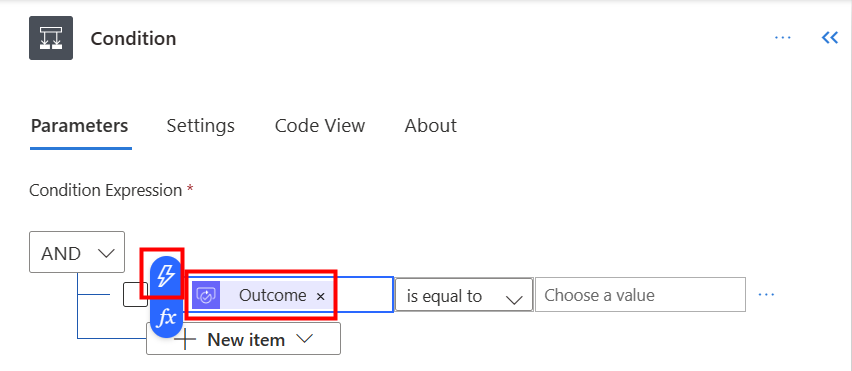 Condition
Parameters Settings Code View About
Condition Expression *
AND
Outcome × is equal to Choose a value
fx
New item